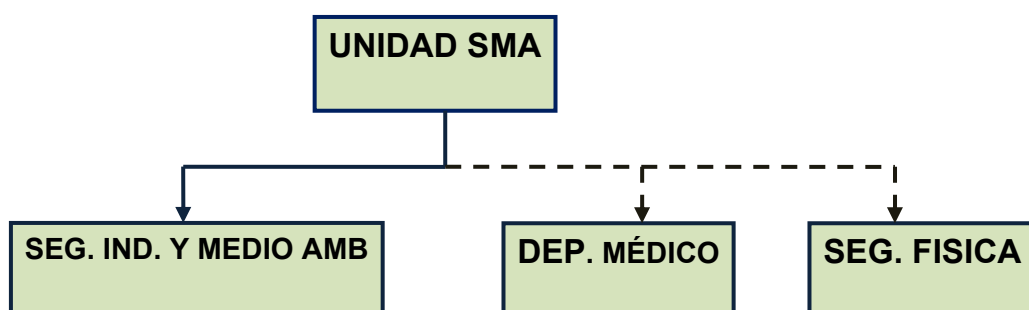 UNIDAD SMA
SEG. IND. Y MEDIO AMB
DEP. MÉDICO
SEG. FISICA